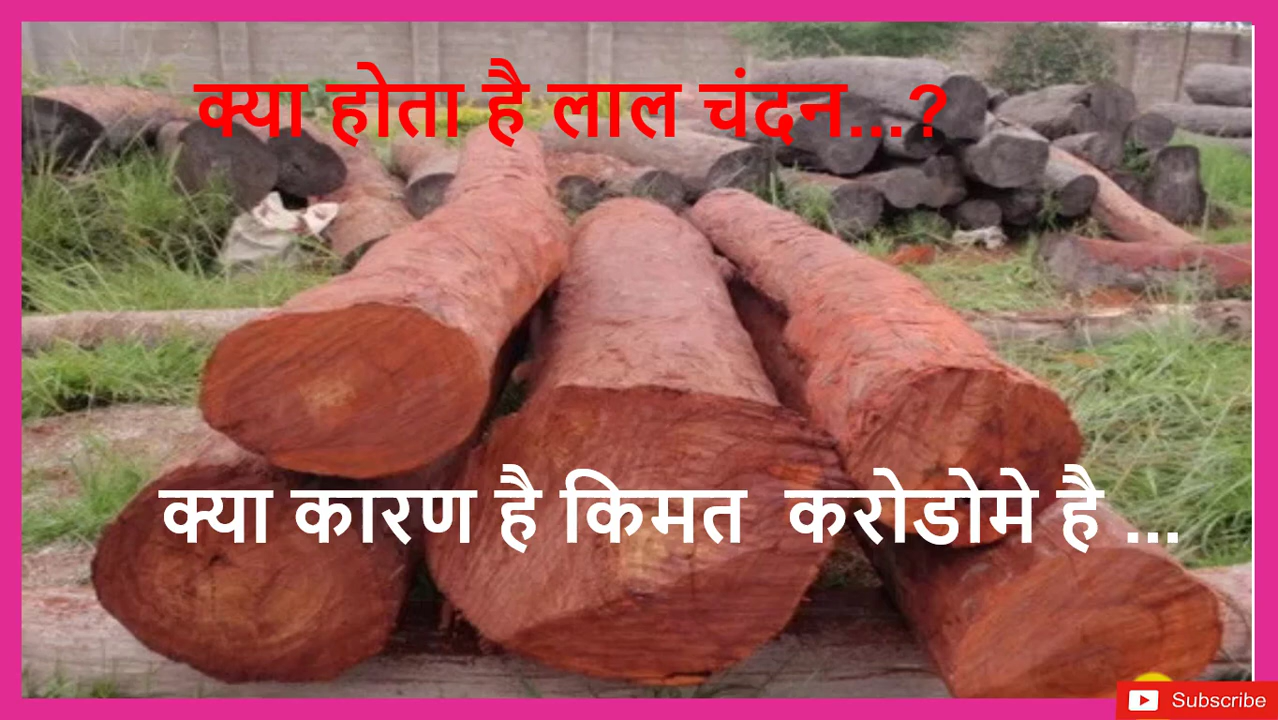 क्या होता है लाल चंदन...?
क्या कारण है किमत करोडोमे है ...
Subscribe